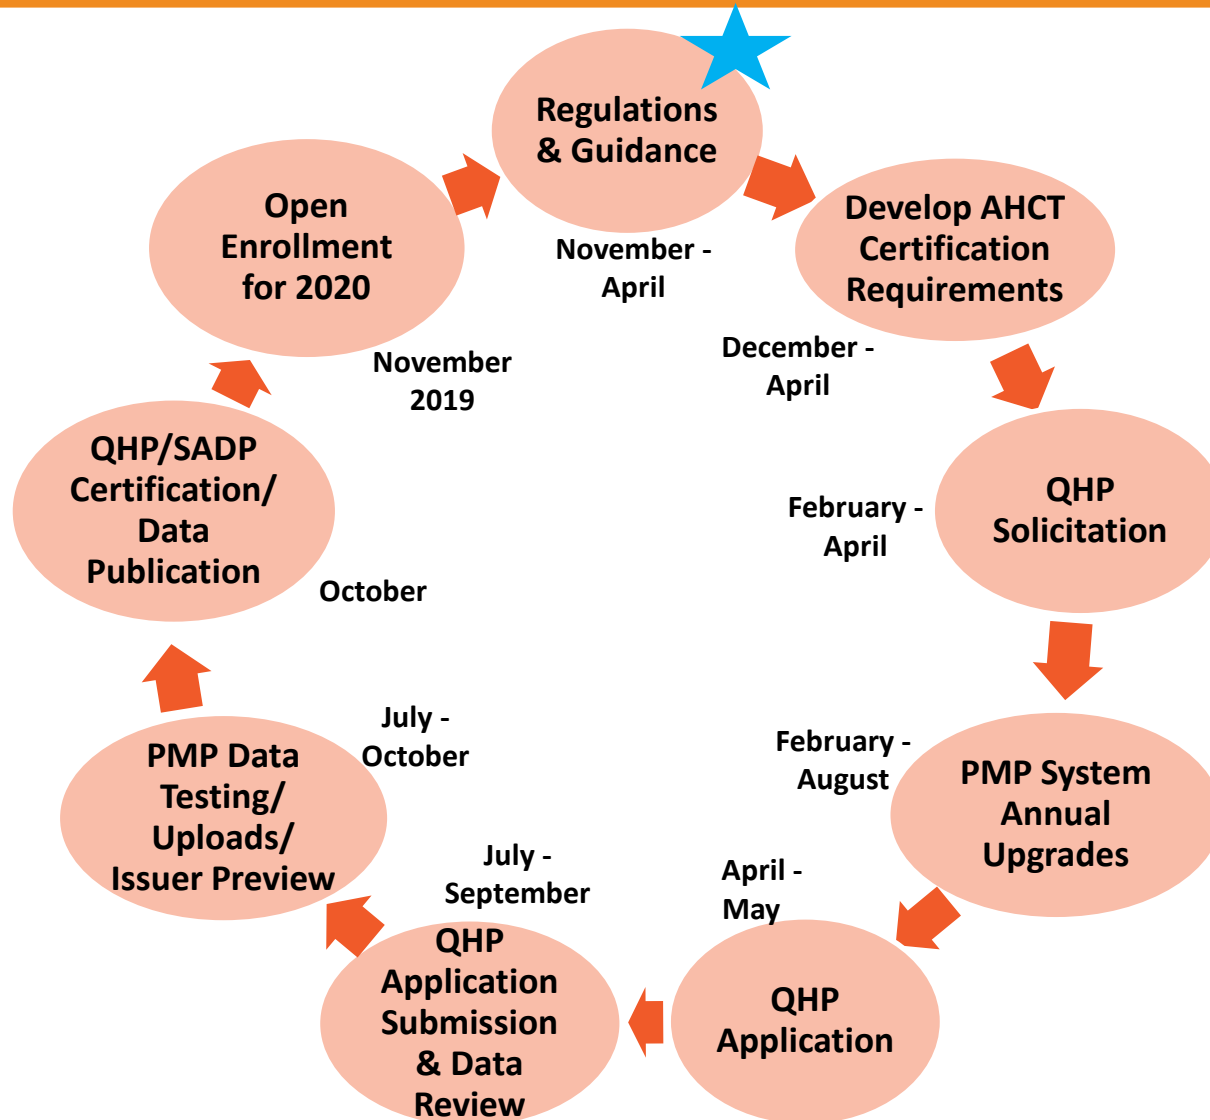 Regulations
& Guidance
November -
April
Develop AHCT
Certification
Requirements
December -
April
QHP
Solicitation
February -
April
PMP System
Annual
Upgrades
February -
August
QHP
Application
April -
May
QHP
Application
Submission
& Data
Review
July -
September
PMP Data
Testing/
Uploads/
Issuer Preview
July -
October
QHP/SADP
Certification/
Data
Publication
October
Open
Enrollment
for 2020
November
2019